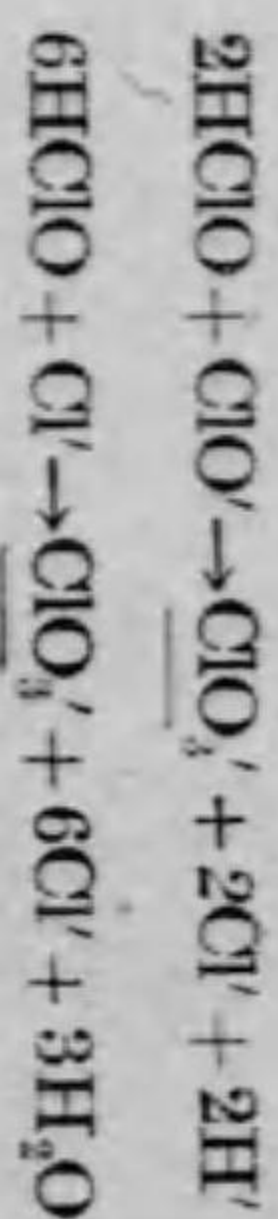 2HClO + ClO′→ClO₃′ + 2Cl′ + 2H′
6HClO + Cl′→ClO₃′ + 6Cl′ + 3H₂O